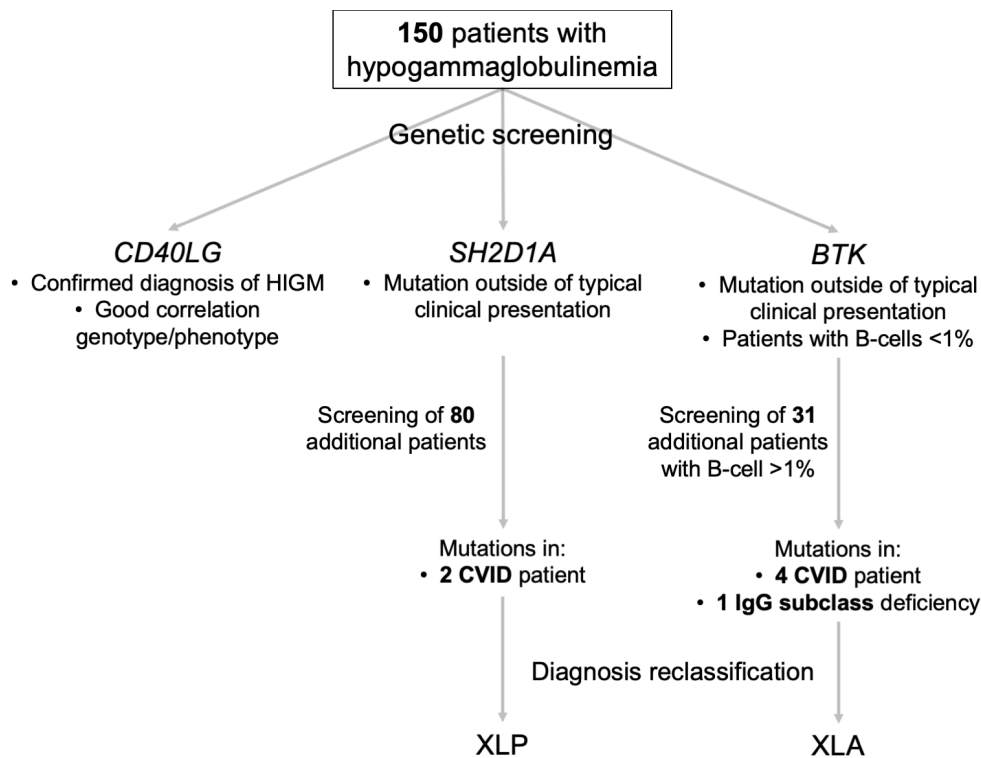 150 patients with
hypogammaglobulinemia
Genetic screening
CD40LG
• Confirmed diagnosis of HIGM
• Good correlation
genotype/phenotype
SH2D1A
• Mutation outside of typical
clinical presentation
BTK
• Mutation outside of typical
clinical presentation
• Patients with B-cells <1%
Screening of 80
additional patients
Screening of 31
additional patients
with B-cell >1%
Mutations in:
• 2 CVID patient
Mutations in:
• 4 CVID patient
• 1 IgG subclass deficiency
Diagnosis reclassification
XLP
XLA